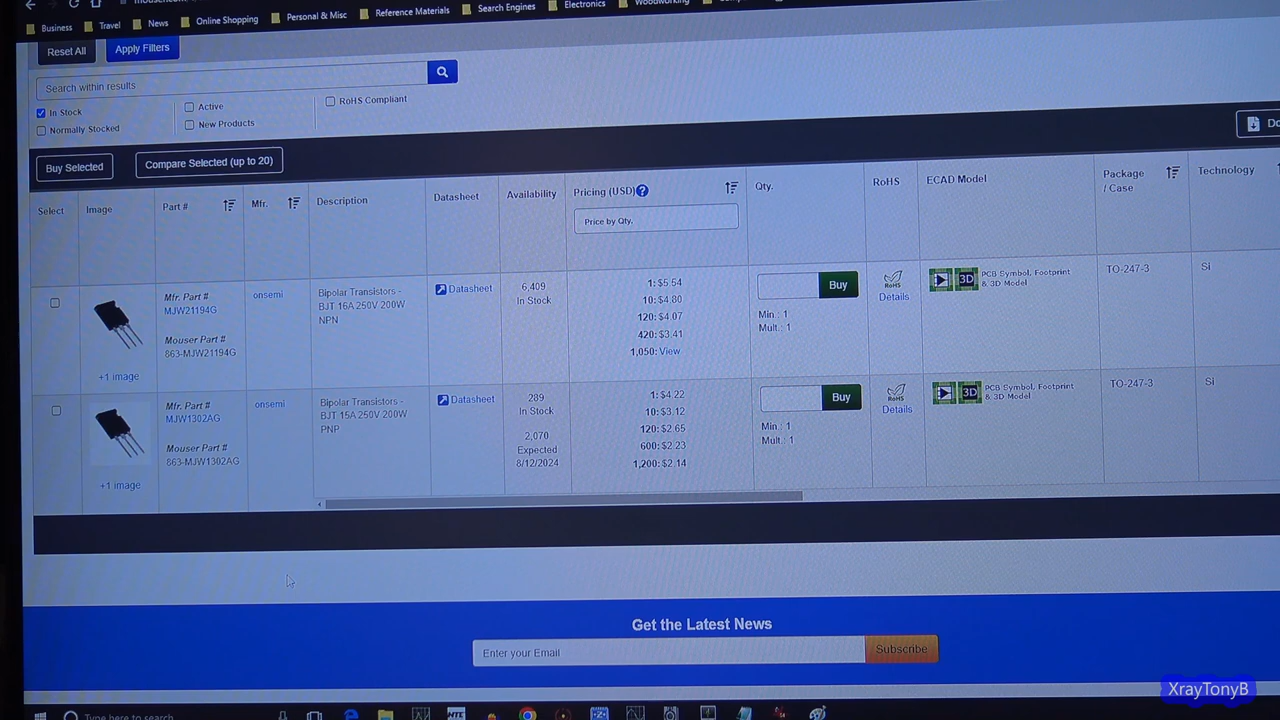 Business
Travel
News
Online Shopping
Personal & Misc
Reference Materials
Search Engines
Electronics
Woodworking
Reset All
Apply Filters
Search within results
In Stock
Active
RoHS Compliant
Normally Stocked
New Products
Buy Selected
Compare Selected (up to 20)
Select
Image
Part #
Mfr.
Description
Datasheet
Availability
Pricing (USD)
Price by Qty.
Qty.
RoHS
ECAD Model
Package
/ Case
Technology
+1 image
Mfr. Part #
MJW21194G
Mouser Part #
863-MJW21194G
onsemi
Bipolar Transistors -
BJT 16A 250V 200W
NPN
Datasheet
6,409
In Stock
1: $5.54
10: $4.80
120: $4.07
420: $3.41
1,050: View
Buy
Min.: 1
Mult.: 1
RoHS
Details
3D
PCB Symbol, Footprint
& 3D Model
TO-247-3
Si
+1 image
Mfr. Part #
MJW1302AG
Mouser Part #
863-MJW1302AG
onsemi
Bipolar Transistors -
BJT 15A 250V 200W
PNP
Datasheet
289
In Stock
2,070
Expected
8/12/2024
1: $4.22
10: $3.12
120: $2.65
600: $2.23
1,200: $2.14
Buy
Min.: 1
Mult.: 1
RoHS
Details
3D
PCB Symbol, Footprint
& 3D Model
TO-247-3
Si
Get the Latest News
Enter your Email
Subscribe
XrayTonyB
Type here to search